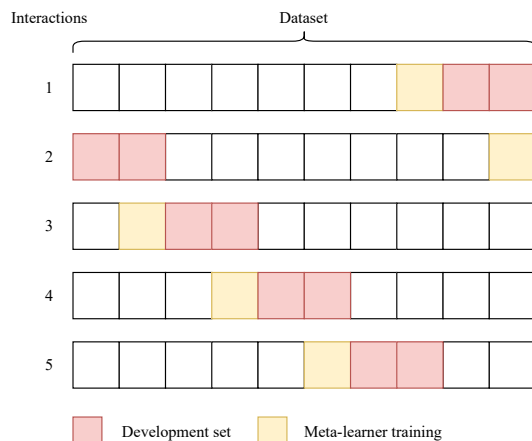 Interactions
Dataset
1
2
3
4
5
Development set
Meta-learner training